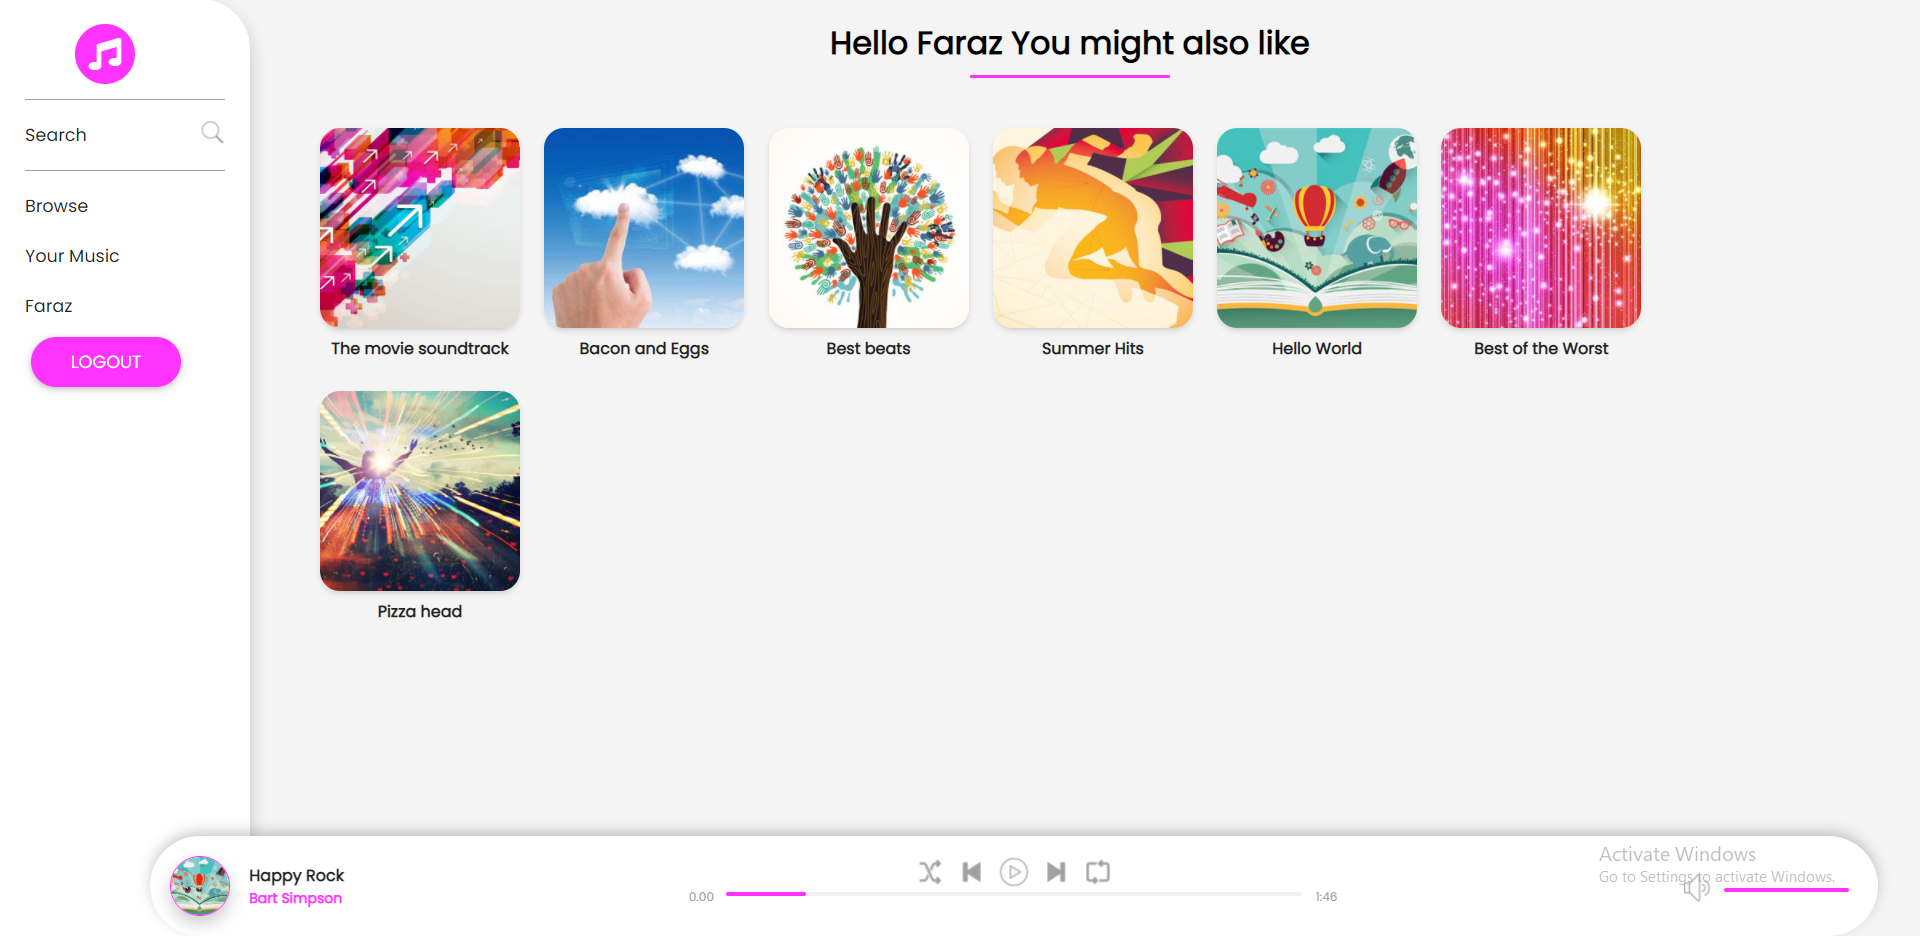 Hello Faraz You might also like
Search
Browse
Your Music
Faraz
LOGOUT
The movie soundtrack
Bacon and Eggs
Best beats
Summer Hits
Hello World
Best of the Worst
Pizza head
Happy Rock
Bart Simpson
0.00
1:46
Activate Windows
Go to Settings to activate Windows.